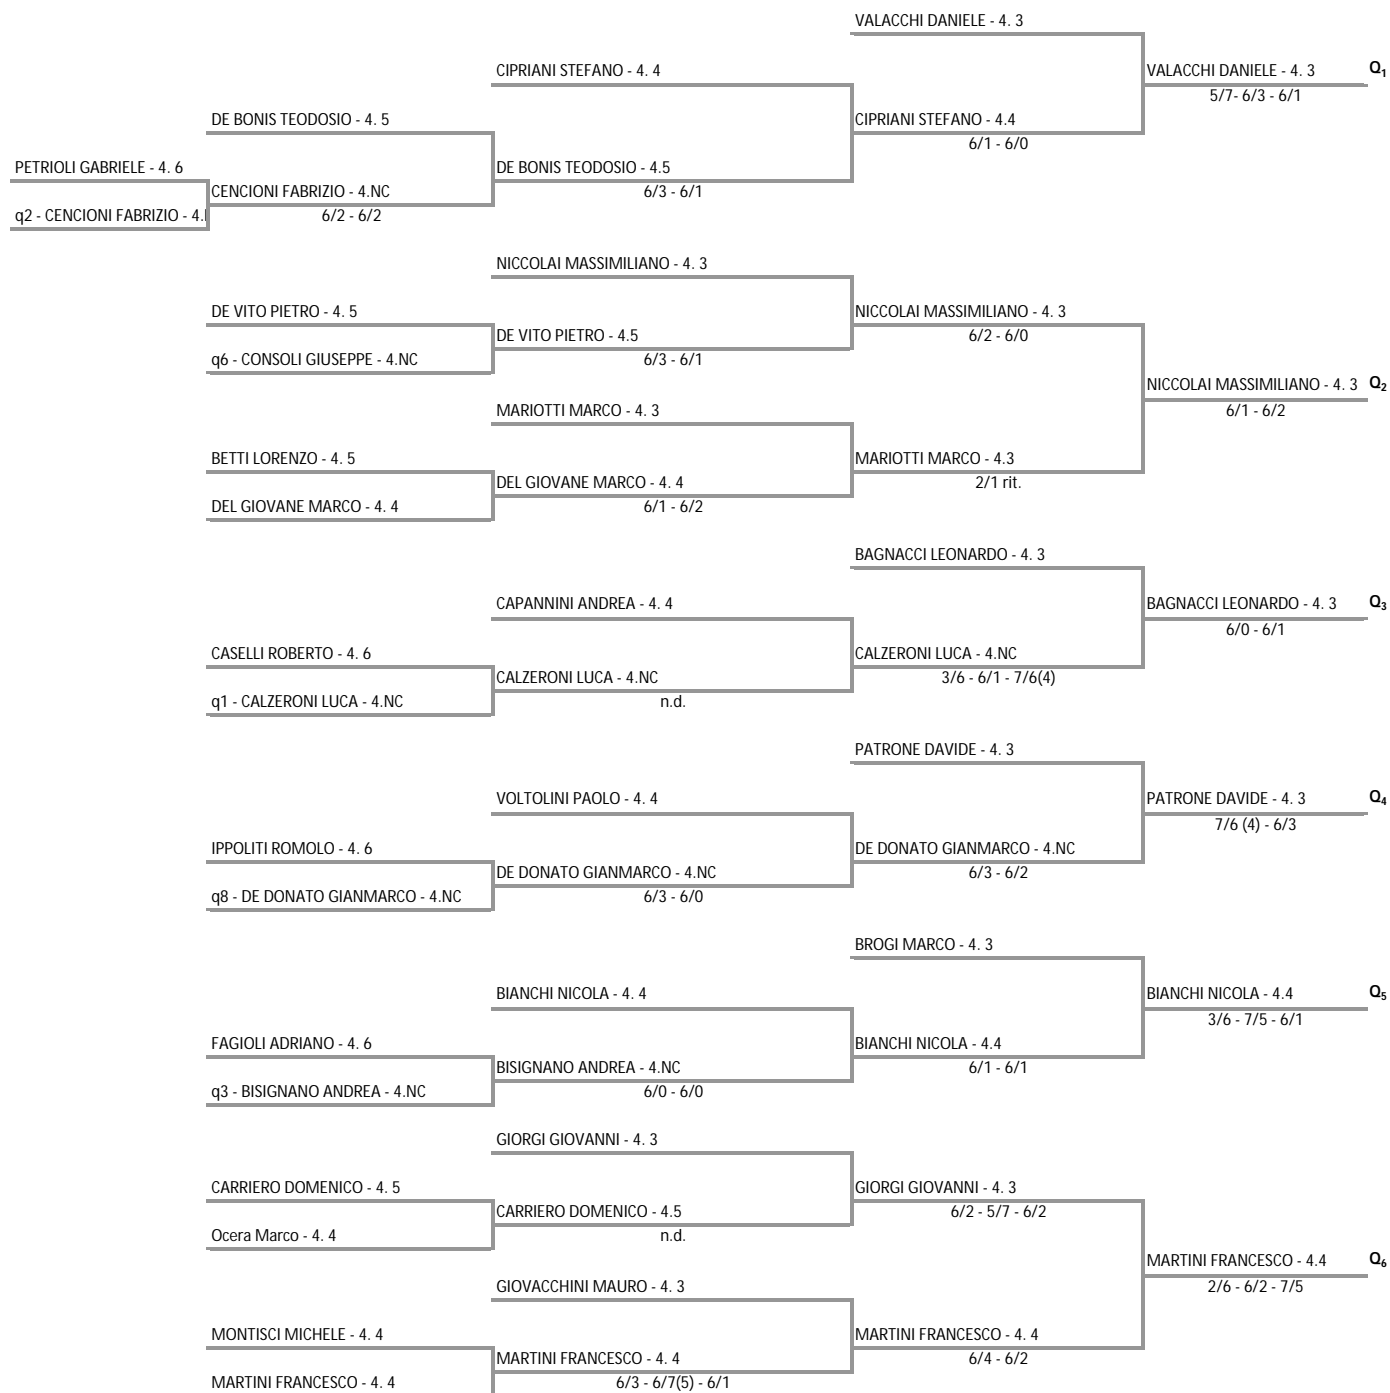 VALACCHI DANIELE - 4. 3
CIPRIANI STEFANO - 4. 4
VALACCHI DANIELE - 4. 3 Q1
5/7- 6/3 - 6/1
DE BONIS TEODOSIO - 4. 5
CIPRIANI STEFANO - 4.4
6/1 - 6/0
PETRIOLI GABRIELE - 4. 6
DE BONIS TEODOSIO - 4.5
6/3 - 6/1
CENCIONI FABRIZIO - 4.NC
q2 - CENCIONI FABRIZIO - 4.
6/2 - 6/2
NICCOLAI MASSIMILIANO - 4. 3
DE VITO PIETRO - 4. 5
NICCOLAI MASSIMILIANO - 4. 3
6/2 - 6/0
DE VITO PIETRO - 4.5
q6 - CONSOLI GIUSEPPE - 4.NC
6/3 - 6/1
NICCOLAI MASSIMILIANO - 4. 3 Q2
6/1 - 6/2
MARIOTTI MARCO - 4. 3
BETTI LORENZO - 4. 5
MARIOTTI MARCO - 4.3
2/1 rit.
DEL GIOVANE MARCO - 4. 4
DEL GIOVANE MARCO - 4. 4
6/1 - 6/2
BAGNACCI LEONARDO - 4. 3
CAPANNINI ANDREA - 4. 4
BAGNACCI LEONARDO - 4. 3 Q3
6/0 - 6/1
CASELLI ROBERTO - 4. 6
CALZERONI LUCA - 4.NC
3/6 - 6/1 - 7/6(4)
CALZERONI LUCA - 4.NC
q1 - CALZERONI LUCA - 4.NC
n.d.
PATRONE DAVIDE - 4. 3
VOLTOLINI PAOLO - 4. 4
PATRONE DAVIDE - 4. 3 Q4
7/6 (4) - 6/3
IPPOLITI ROMOLO - 4. 6
DE DONATO GIANMARCO - 4.NC
6/3 - 6/2
DE DONATO GIANMARCO - 4.NC
q8 - DE DONATO GIANMARCO - 4.NC
6/3 - 6/0
BROGI MARCO - 4. 3
BIANCHI NICOLA - 4. 4
BIANCHI NICOLA - 4.4 Q5
3/6 - 7/5 - 6/1
FAGIOLI ADRIANO - 4. 6
BIANCHI NICOLA - 4.4
6/1 - 6/1
BISIGNANO ANDREA - 4.NC
q3 - BISIGNANO ANDREA - 4.NC
6/0 - 6/0
GIORGI GIOVANNI - 4. 3
CARRIERO DOMENICO - 4. 5
GIORGI GIOVANNI - 4. 3
6/2 - 5/7 - 6/2
CARRIERO DOMENICO - 4.5
Ocera Marco - 4. 4
n.d.
MARTINI FRANCESCO - 4.4 Q6
2/6 - 6/2 - 7/5
GIOVACCHINI MAURO - 4. 3
MONTISCI MICHELE - 4. 4
MARTINI FRANCESCO - 4. 4
6/4 - 6/2
MARTINI FRANCESCO - 4. 4
MARTINI FRANCESCO - 4. 4
6/3 - 6/7(5) - 6/1